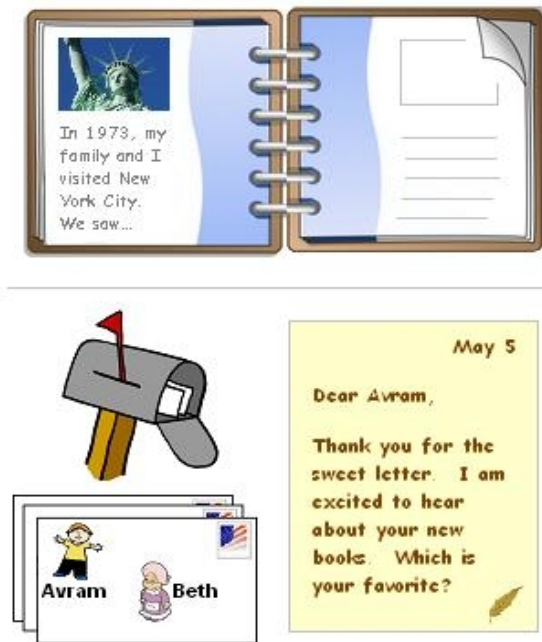 In 1973, my
family and I
visited New
York City.
We saw...
May 5
Dear Avram,
Thank you for the
sweet letter. I am
excited to hear
about your new
books. Which is
your favorite?
Avram
Beth